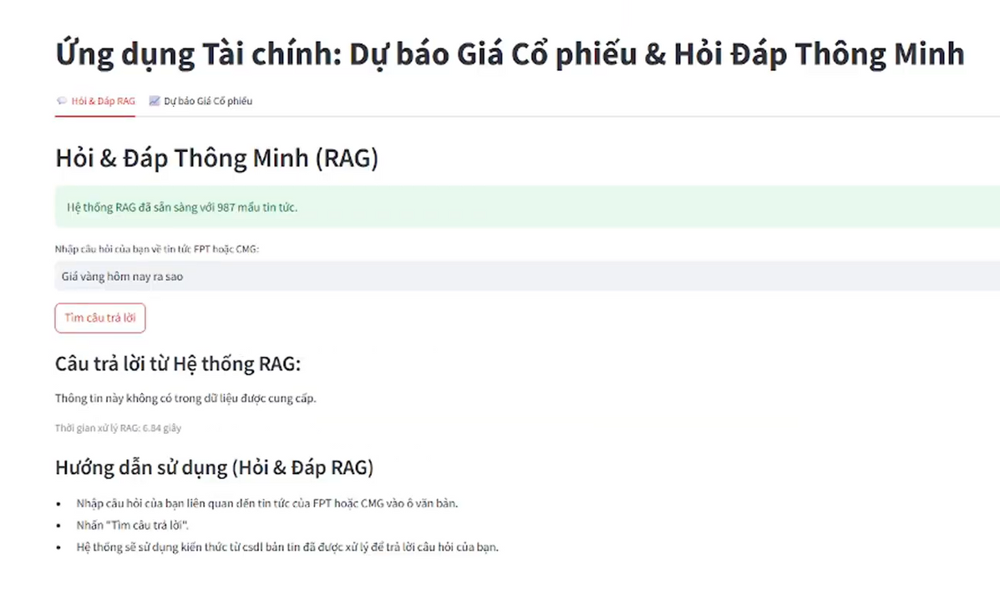 Ứng dụng Tài chính: Dự báo Giá Cổ phiếu & Hỏi Đáp Thông Minh
Hỏi & Đáp RAG Dự báo Giá Cổ phiếu
Hỏi & Đáp Thông Minh (RAG)
Hệ thống RAG đã sẵn sàng với 987 mẩu tin tức.
Nhập câu hỏi của bạn về tin tức FPT hoặc CMG:
Giá vàng hôm nay ra sao
Tìm câu trả lời
Câu trả lời từ Hệ thống RAG:
Thông tin này không có trong dữ liệu được cung cấp.
Thời gian xử lý RAG: 6.84 giây
Hướng dẫn sử dụng (Hỏi & Đáp RAG)
• Nhập câu hỏi của bạn liên quan đến tin tức của FPT hoặc CMG vào ô văn bản.
• Nhấn "Tìm câu trả lời".
• Hệ thống sẽ sử dụng kiến thức từ csdl bản tin đã được xử lý để trả lời câu hỏi của bạn.